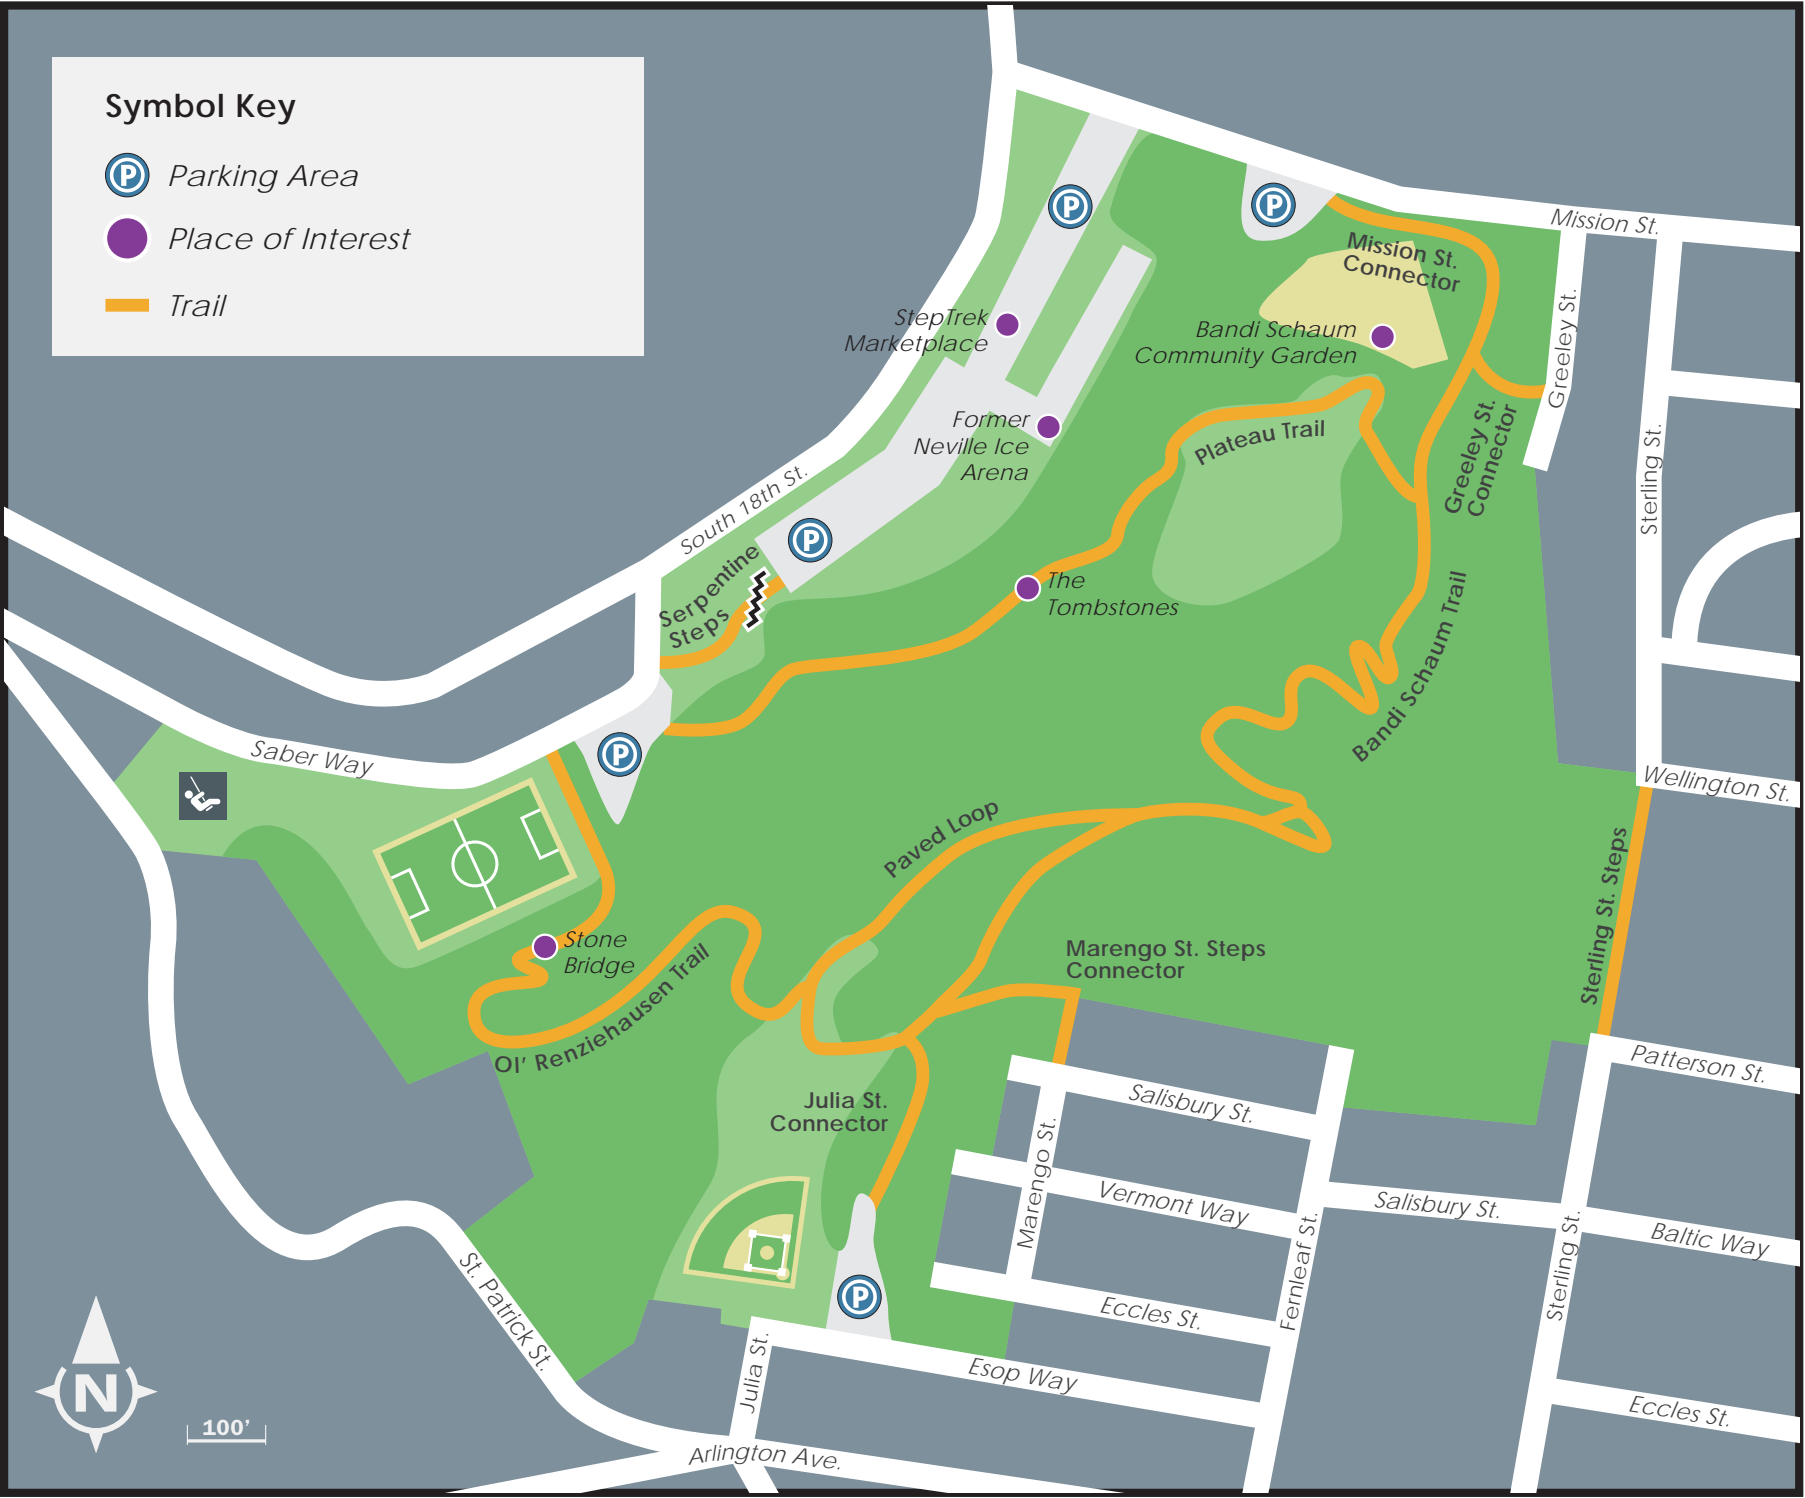 Symbol Key
P
Parking Area
Place of Interest
Trail
P
P
Mission St.
Mission St.
Connector
StepTrek
Marketplace
Bandi Schaum
Community Garden
Greeley St.
Former
Neville Ice
Arena
Plateau Trail
Greeley St.
Connector
Sterling St.
South 18th St.
P
Serpentine
Steps
The
Tombstones
Bandi Schaum Trail
Saber Way
P
Wellington St.
Paved Loop
Sterling St. Steps
Stone
Bridge
Marengo St. Steps
Connector
Ol' Renziehausen Trail
Patterson St.
Julia St.
Connector
Salisbury St.
Marengo St.
Vermont Way
Salisbury St.
Baltic Way
Fernleaf St.
Sterling St.
St. Patrick St.
P
Eccles St.
Julia St.
Esop Way
Eccles St.
N
100'
Arlington Ave.